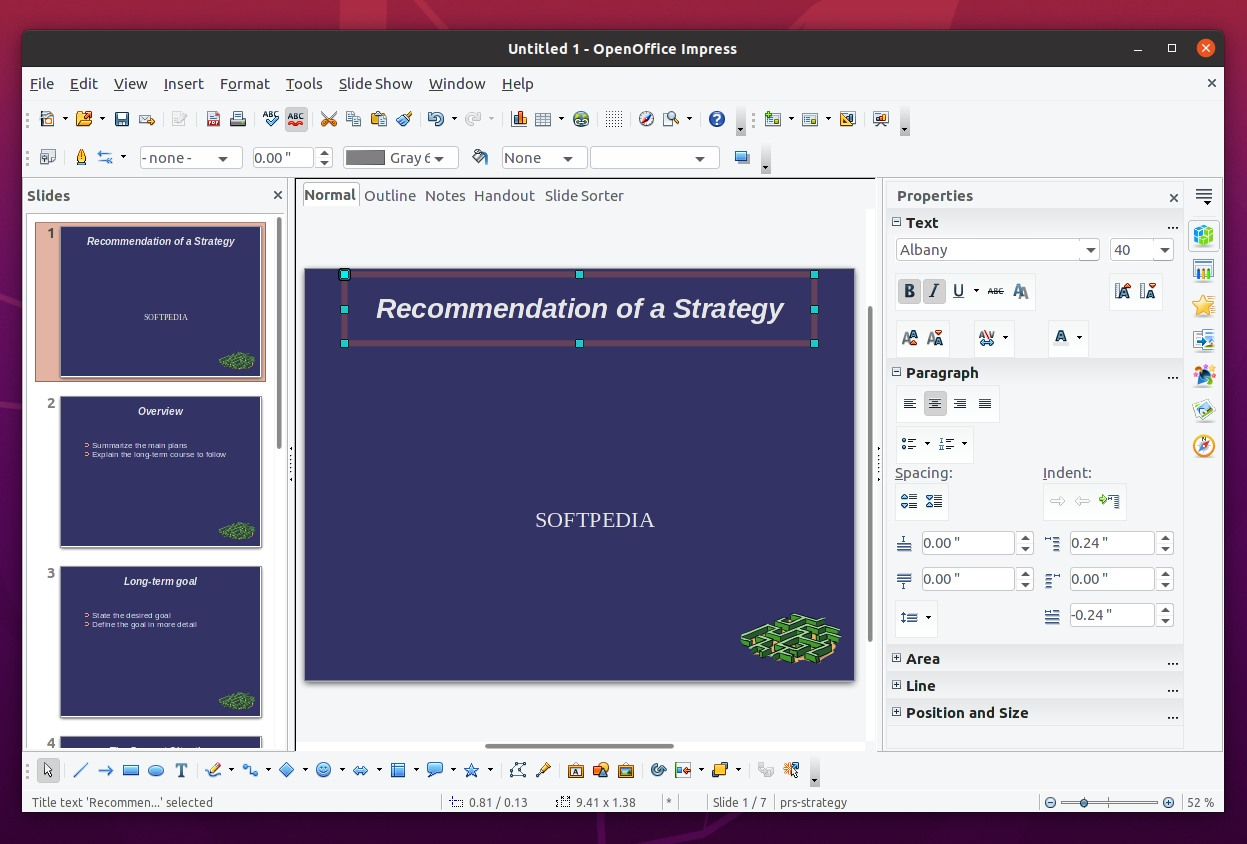 Untitled 1 - OpenOffice Impress
File Edit View Insert Format Tools Slide Show Window Help
- none - 0.00 " Gray 6 None
Slides
1
Recommendation of a Strategy
SOFTPEDIA
2
Overview
Summarize the main plans
Explain the long-term course to follow
3
Long-term goal
State the desired goal
Define the goal in more detail
4
Normal Outline Notes Handout Slide Sorter
Recommendation of a Strategy
SOFTPEDIA
Properties
Text
Albany 40
Paragraph
Spacing: Indent:
0.00 " 0.24 "
0.00 " 0.00 "
-0.24 "
Area
Line
Position and Size
Title text 'Recommen...' selected 0.81 / 0.13 9.41 x 1.38 * Slide 1 / 7 prs-strategy 52 %